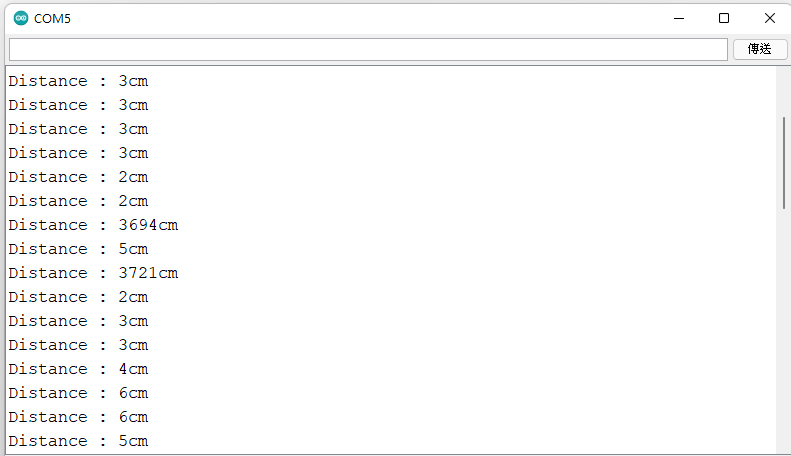 COM5
傳送
Distance : 3cm
Distance : 3cm
Distance : 3cm
Distance : 3cm
Distance : 2cm
Distance : 2cm
Distance : 3694cm
Distance : 5cm
Distance : 3721cm
Distance : 2cm
Distance : 3cm
Distance : 3cm
Distance : 4cm
Distance : 6cm
Distance : 6cm
Distance : 5cm